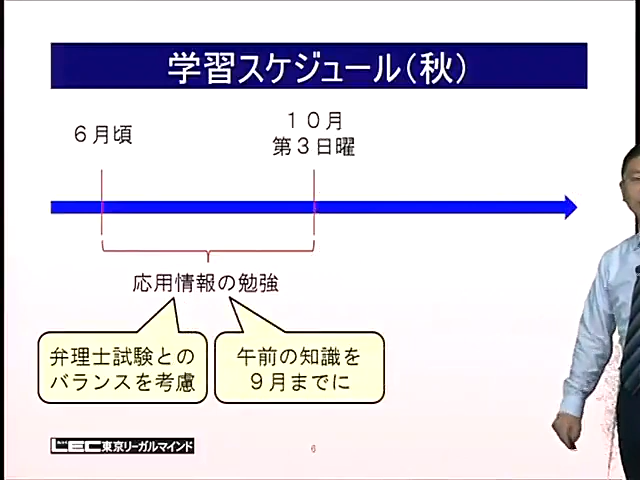 学習スケジュール（秋）
６月頃
１０月
第３日曜
応用情報の勉強
弁理士試験との
バランスを考慮
午前の知識を
９月までに
LEC東京リーガルマインド
6